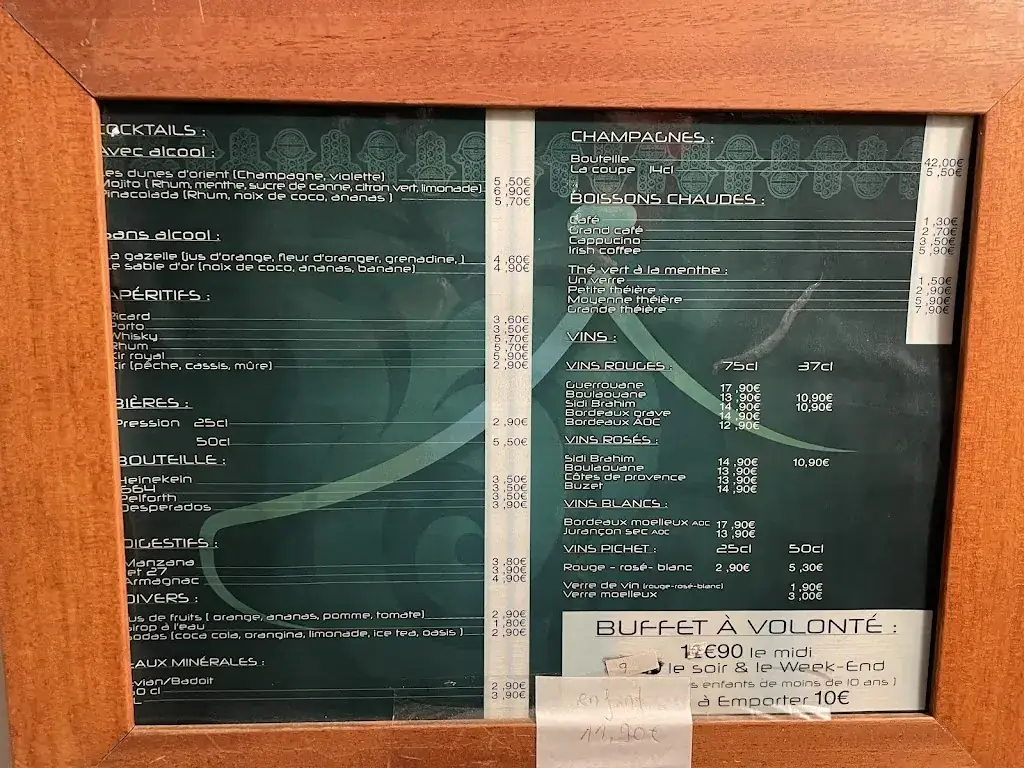 COCKTAILS :
Avec alcool :
Les dunes d'orient (Champagne, violette) 5,50€
Mojito ( Rhum, menthe, sucre de canne, citron vert, limonade) 6,90€
Pinacolada (Rhum, noix de coco, ananas ) 5,70€
Sans alcool :
La gazelle (jus d'orange, fleur d'oranger, grenadine, ) 4,60€
Le sable d'or (noix de coco, ananas, banane) 4,90€
APÉRITIFS :
Ricard 3,60€
Porto 3,50€
Whisky 5,70€
Rhum 5,70€
Kir royal 5,90€
Kir (pêche, cassis, mûre) 2,90€
BIÈRES :
Pression 25cl 2,90€
50cl 5,50€
BOUTEILLE :
Heinekein 3,50€
1664 3,50€
Pelforth 3,50€
Desperados 3,90€
DIGESTIFS :
Manzana 3,80€
Get 27 3,90€
Armagnac 4,90€
DIVERS :
Jus de fruits ( orange, ananas, pomme, tomate) 2,90€
Sirop à l'eau 1,80€
Sodas (coca cola, orangina, limonade, ice tea, oasis ) 2,90€
EAUX MINÉRALES :
Evian/Badoit
50 cl 2,90€
1L 3,90€
CHAMPAGNES :
Bouteille 42,00€
La coupe 14cl 5,50€
BOISSONS CHAUDES :
Café 1,30€
Grand café 2,70€
Cappucino 3,50€
Irish coffee 5,90€
Thé vert à la menthe :
Un verre 1,50€
Petite théière 2,90€
Moyenne théière 5,90€
Grande théière 7,90€
VINS :
VINS ROUGES : 75cl 37cl
Guerrouane 17,90€
Boulaouane 13,90€ 10,90€
Sidi Brahim 14,90€ 10,90€
Bordeaux grave 14,90€
Bordeaux AOC 12,90€
VINS ROSÉS :
Sidi Brahim 14,90€ 10,90€
Boulaouane 13,90€
Côtes de provence 13,90€
Buzet 14,90€
VINS BLANCS :
Bordeaux moelleux AOC 17,90€
Jurançon sec AOC 13,90€
VINS PICHET : 25cl 50cl
Rouge - rosé- blanc 2,90€ 5,30€
Verre de vin (rouge-rosé-blanc) 1,90€
Verre moelleux 3,00€
BUFFET À VOLONTÉ :
12€90 le midi
9 le soir & le Week-End
enfants de moins de 10 ans )
à Emporter 10€
enfant
11,90€